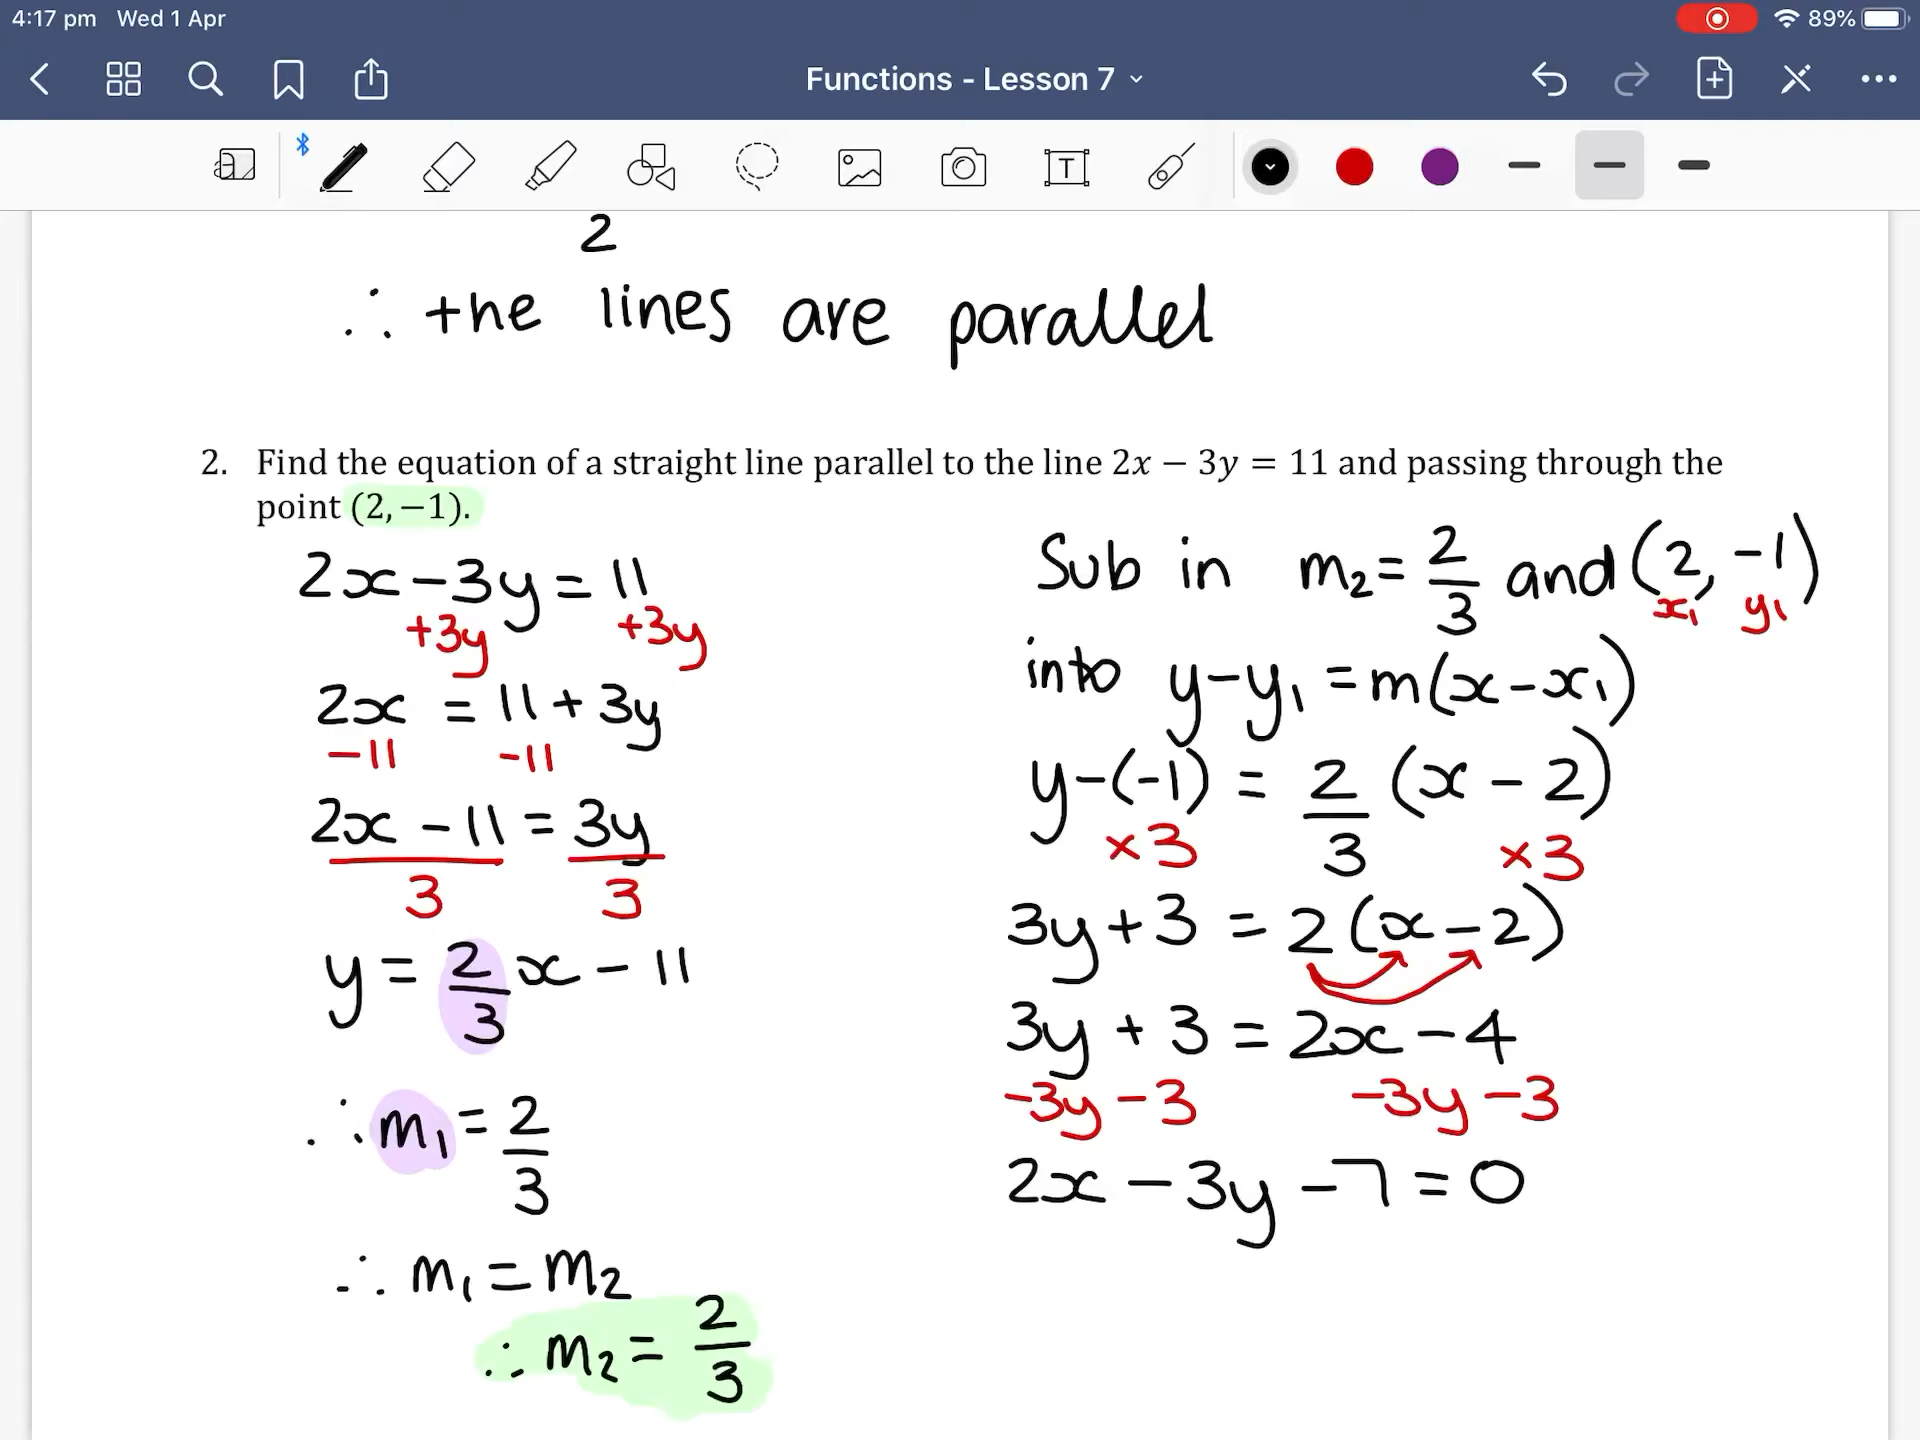 4:17 pm Wed 1 Apr
89%
Functions - Lesson 7
2
∴ the lines are parallel
2. Find the equation of a straight line parallel to the line 2x − 3y = 11 and passing through the
point (2, −1).
2x − 3y = 11
+3y +3y
2x = 11 + 3y
−11 −11
2x − 11 = 3y
3 3
y = 2/3 x − 11
∴ m₁ = 2/3
∴ m₁ = m₂
∴ m₂ = 2/3
Sub in m₂ = 2/3 and (2, −1)
x₁ y₁
into y − y₁ = m(x − x₁)
y − (−1) = 2/3 (x − 2)
×3 ×3
3y + 3 = 2(x − 2)
3y + 3 = 2x − 4
−3y − 3 −3y − 3
2x − 3y − 7 = 0